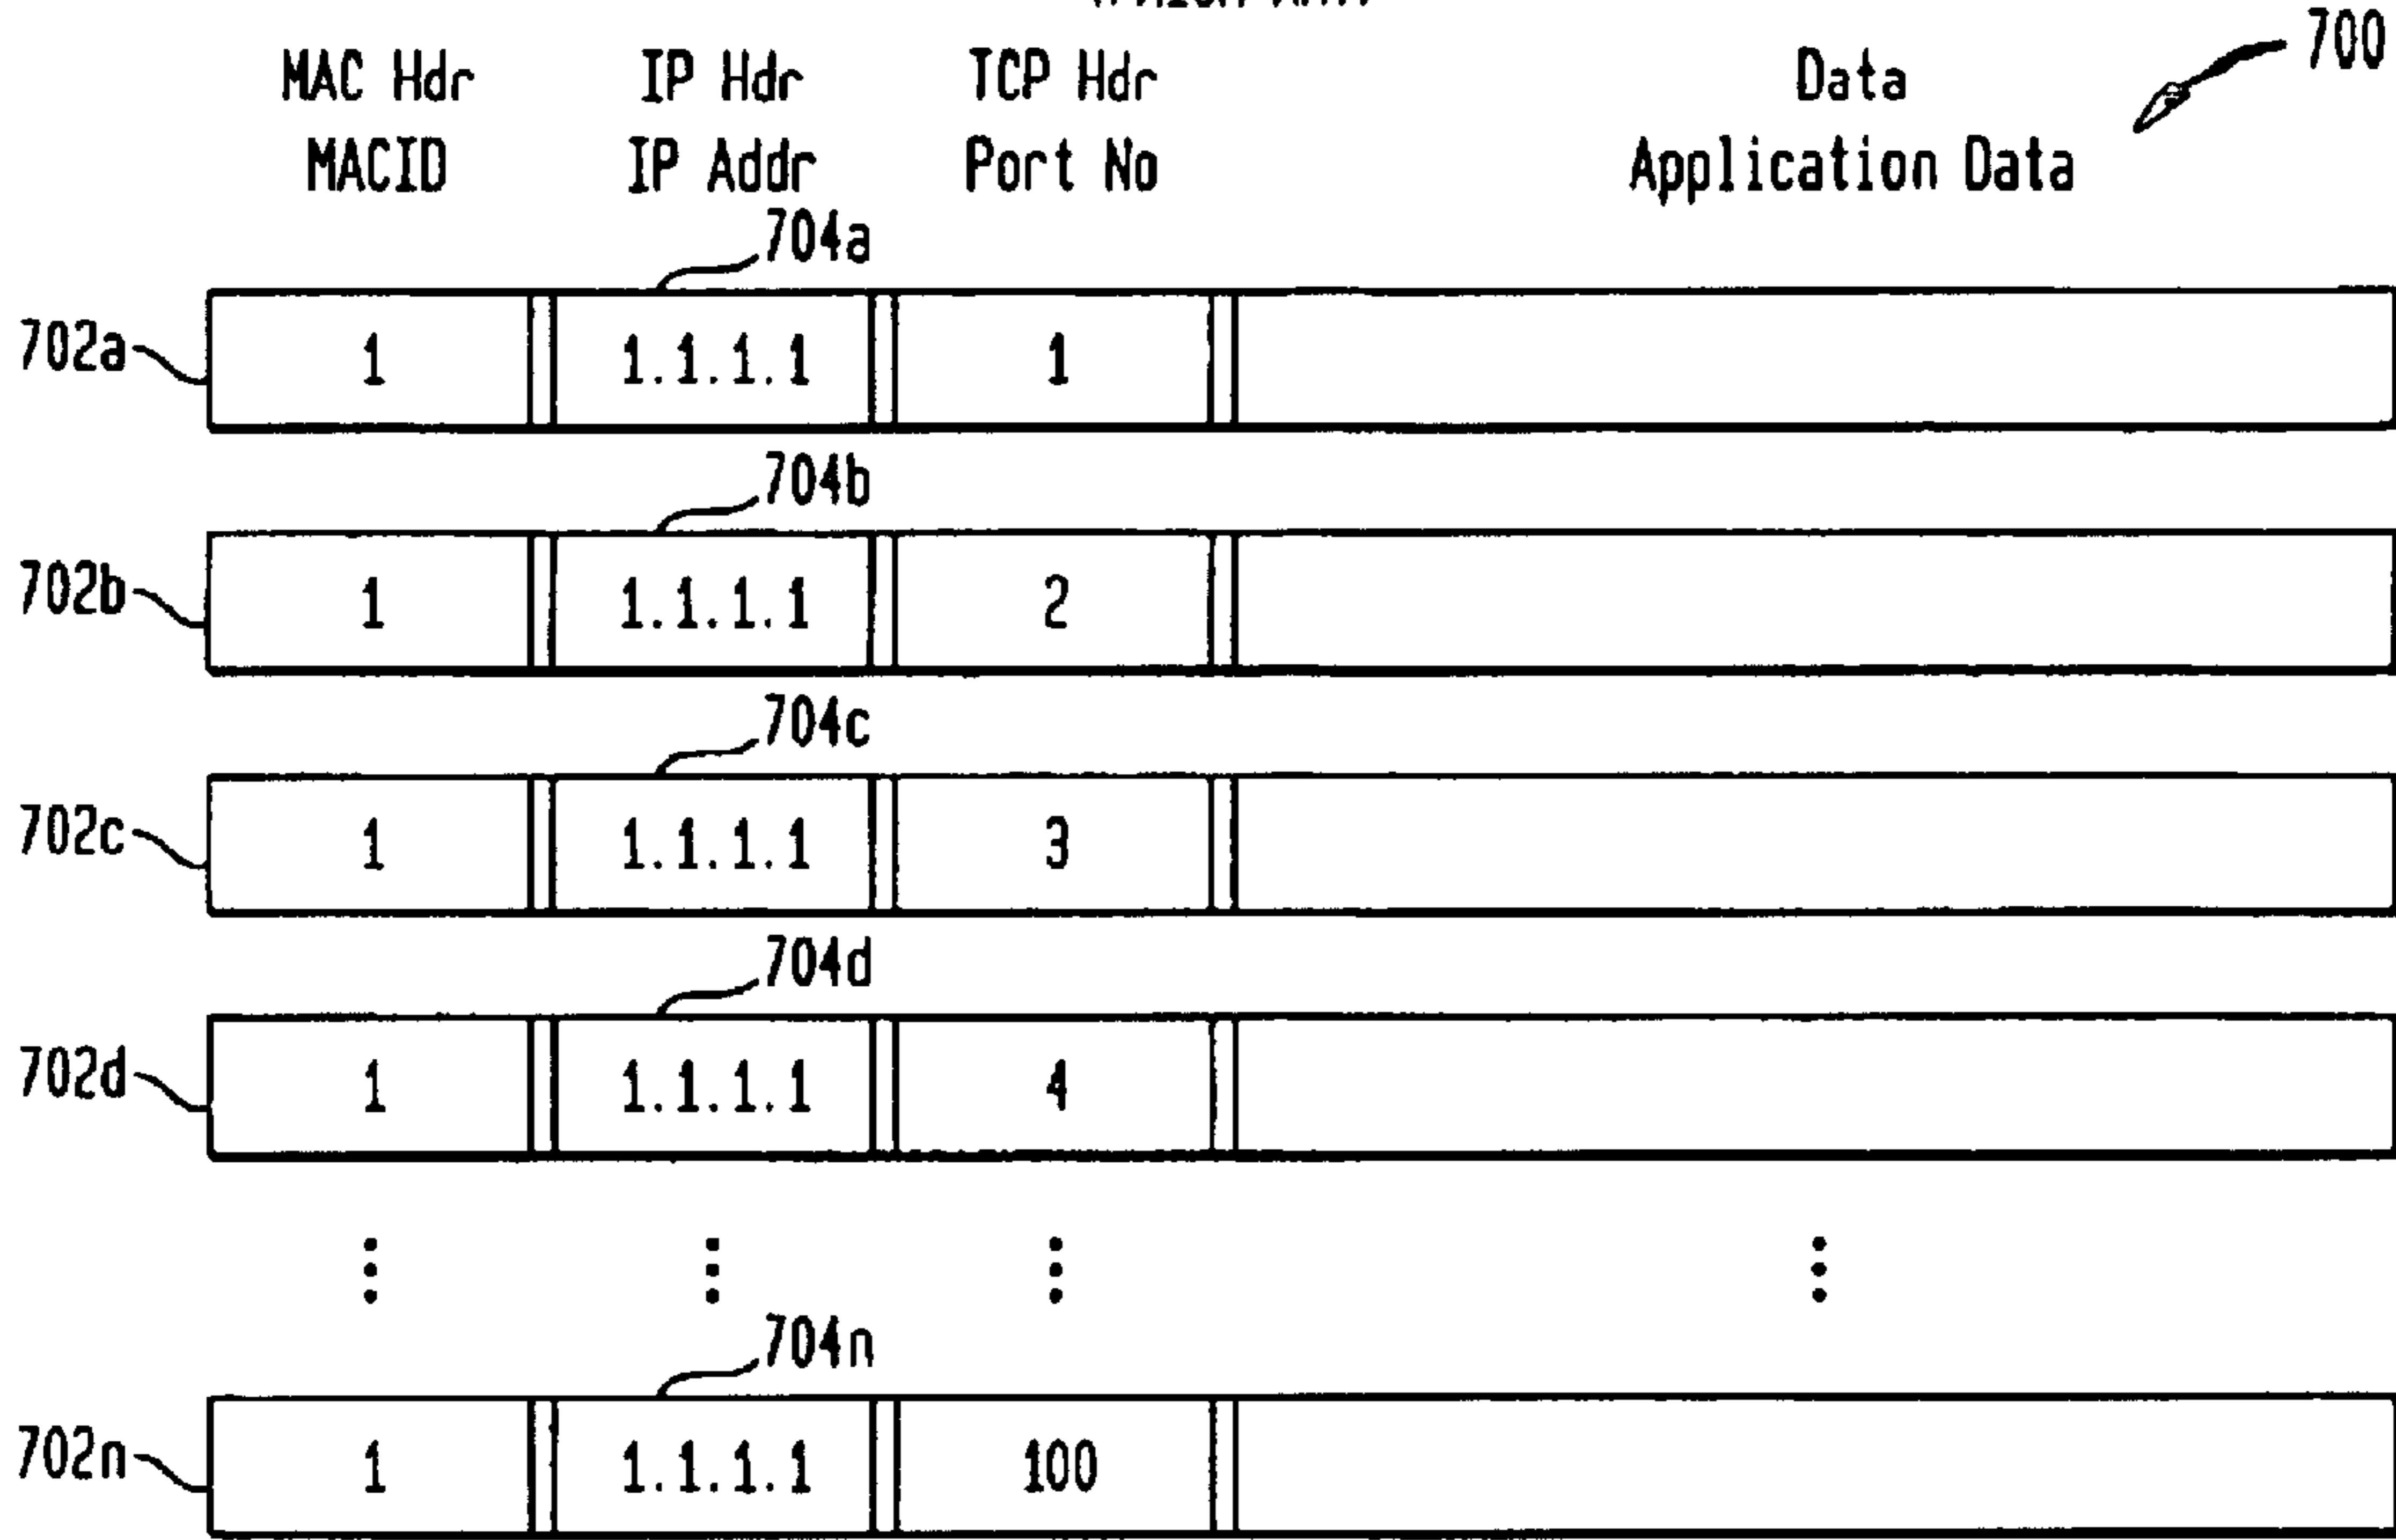 700
MAC Hdr IP Hdr TCP Hdr Data
MACID IP Addr Port No Application Data
704a
702a 1 1.1.1.1 1
704b
702b 1 1.1.1.1 2
704c
702c 1 1.1.1.1 3
704d
702d 1 1.1.1.1 4
704n
702n 1 1.1.1.1 100